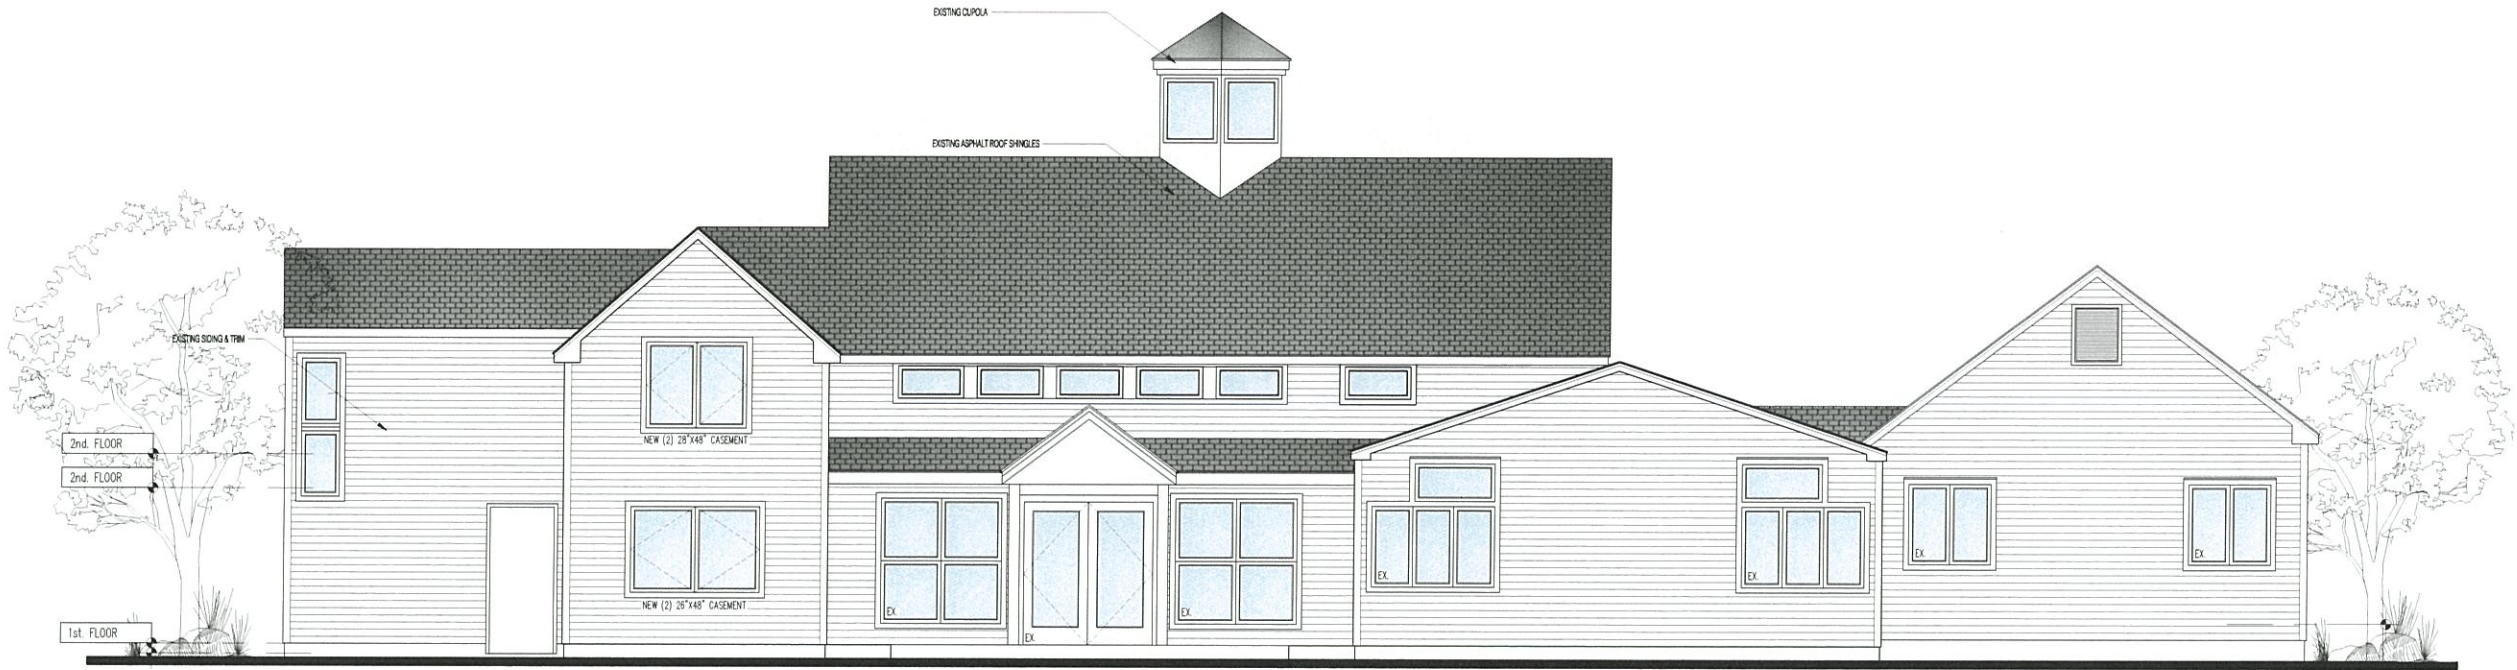 EXISTING CUPOLA
EXISTING ASPHALT ROOF SHINGLES
EXISTING SIDING & TRIM
2nd. FLOOR
NEW (2) 28"X48" CASEMENT
2nd. FLOOR
EX.
EX.
EX.
EX.
EX.
EX.
NEW (2) 26"X48" CASEMENT
1st. FLOOR
EX.